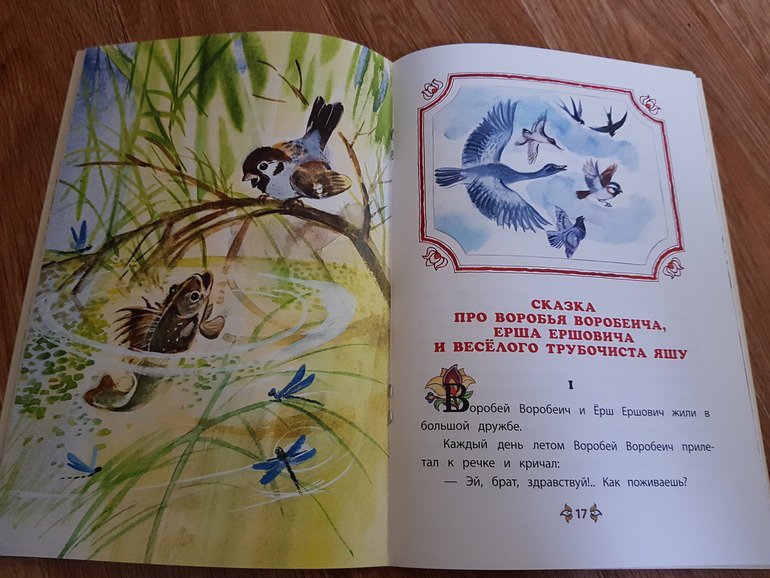 СКАЗКА
ПРО ВОРОБЬЯ ВОРОБЕИЧА,
ЕРША ЕРШОВИЧА
И ВЕСЁЛОГО ТРУБОЧИСТА ЯШУ
I
Воробей Воробеич и Ёрш Ершович жили в
большой дружбе.
Каждый день летом Воробей Воробеич приле-
тал к речке и кричал:
— Эй, брат, здравствуй!.. Как поживаешь?
17